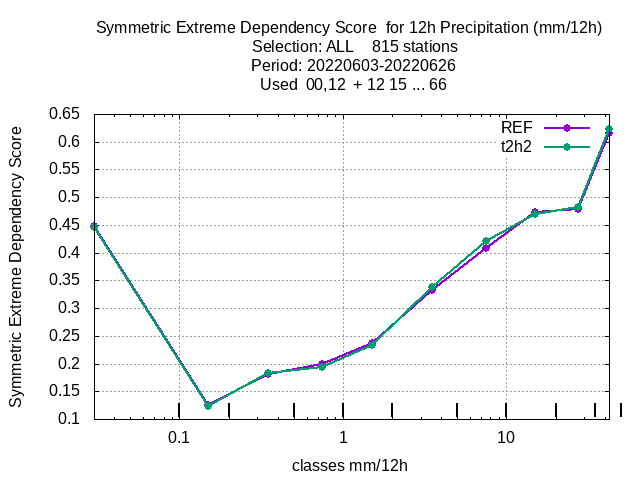 Symmetric Extreme Dependency Score  for 12h Precipitation (mm/12h)
Selection: ALL    815 stations
Period: 20220603-20220626
Used  00,12  + 12 15 ... 66
REF
t2h2
0.65
0.6
0.55
0.5
0.45
0.4
0.35
0.3
0.25
0.2
0.15
0.1
Symmetric Extreme Dependency Score
0.1 1 10
classes mm/12h